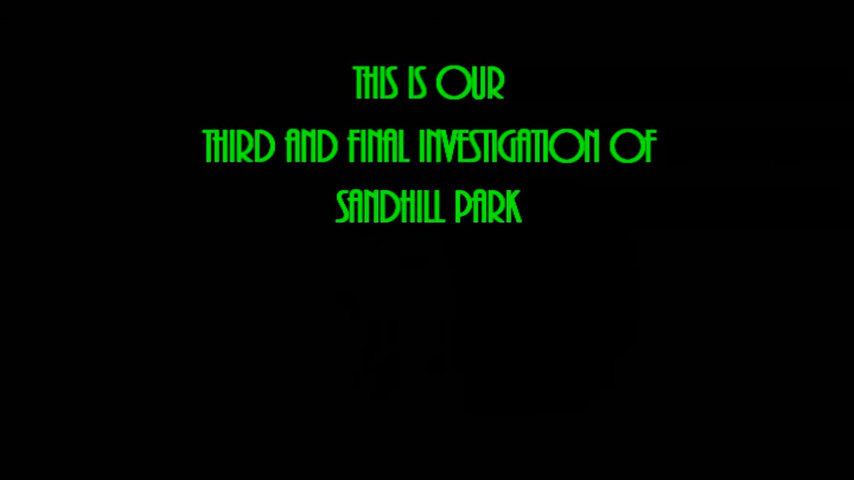 THIS IS OUR
THIRD AND FINAL INVESTIGATION OF
SANDHILL PARK